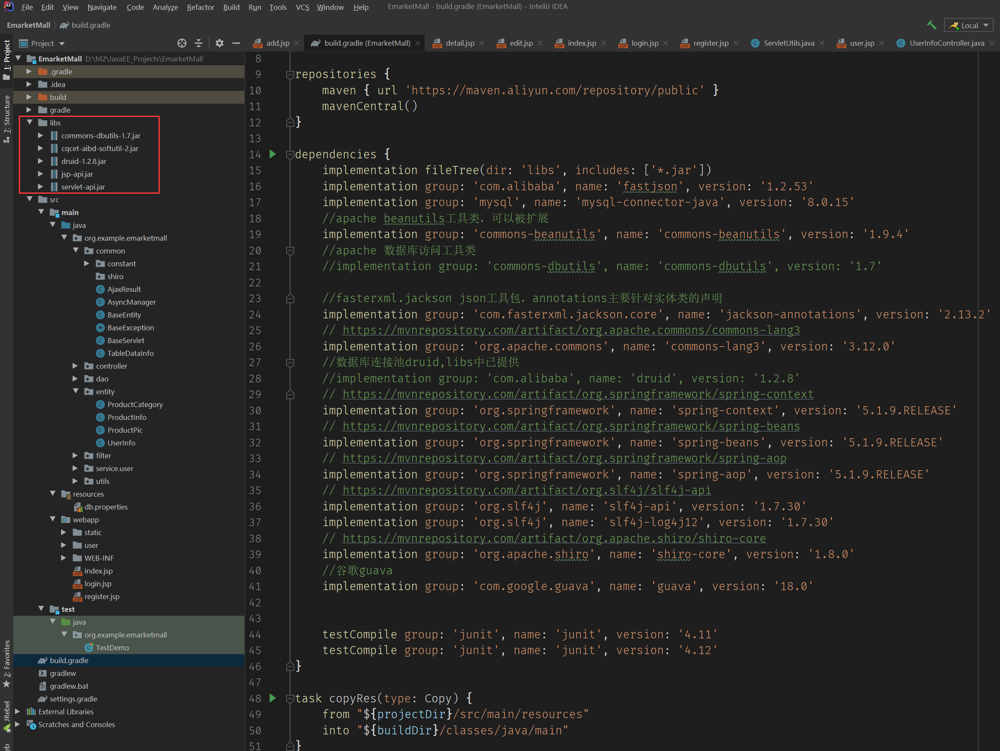 File Edit View Navigate Code Analyze Refactor Build Run Tools VCS Window Help EmarketMall - build.gradle (EmarketMall) - IntelliJ IDEA
EmarketMall build.gradle
Local
Project
add.jsp build.gradle (EmarketMall) detail.jsp edit.jsp index.jsp login.jsp register.jsp ServletUtils.java user.jsp UserInfoController.java
1: Project
7: Structure
2: Favorites
JRebel
EmarketMall D:\M2\JavaEE_Projects\EmarketMall
.gradle
.idea
build
gradle
libs
commons-dbutils-1.7.jar
cqcet-aibd-softutil-2.jar
druid-1.2.8.jar
jsp-api.jar
servlet-api.jar
src
main
java
org.example.emarketmall
common
constant
shiro
AjaxResult
AsyncManager
BaseEntity
BaseException
BaseServlet
TableDataInfo
controller
dao
entity
ProductCategory
ProductInfo
ProductPic
UserInfo
filter
service.user
utils
resources
db.properties
webapp
static
user
WEB-INF
index.jsp
login.jsp
register.jsp
test
java
org.example.emarketmall
TestDemo
build.gradle
gradlew
gradlew.bat
settings.gradle
External Libraries
Scratches and Consoles
8
9 repositories {
10 maven { url 'https://maven.aliyun.com/repository/public' }
11 mavenCentral()
12 }
13
14 dependencies {
15 implementation fileTree(dir: 'libs', includes: ['*.jar'])
16 implementation group: 'com.alibaba', name: 'fastjson', version: '1.2.53'
17 implementation group: 'mysql', name: 'mysql-connector-java', version: '8.0.15'
18 //apache beanutils工具类，可以被扩展
19 implementation group: 'commons-beanutils', name: 'commons-beanutils', version: '1.9.4'
20 //apache 数据库访问工具类
21 //implementation group: 'commons-dbutils', name: 'commons-dbutils', version: '1.7'
22
23 //fasterxml.jackson json工具包，annotations主要针对实体类的声明
24 implementation group: 'com.fasterxml.jackson.core', name: 'jackson-annotations', version: '2.13.2'
25 // https://mvnrepository.com/artifact/org.apache.commons/commons-lang3
26 implementation group: 'org.apache.commons', name: 'commons-lang3', version: '3.12.0'
27 //数据库连接池druid,libs中已提供
28 //implementation group: 'com.alibaba', name: 'druid', version: '1.2.8'
29 // https://mvnrepository.com/artifact/org.springframework/spring-context
30 implementation group: 'org.springframework', name: 'spring-context', version: '5.1.9.RELEASE'
31 // https://mvnrepository.com/artifact/org.springframework/spring-beans
32 implementation group: 'org.springframework', name: 'spring-beans', version: '5.1.9.RELEASE'
33 // https://mvnrepository.com/artifact/org.springframework/spring-aop
34 implementation group: 'org.springframework', name: 'spring-aop', version: '5.1.9.RELEASE'
35 // https://mvnrepository.com/artifact/org.slf4j/slf4j-api
36 implementation group: 'org.slf4j', name: 'slf4j-api', version: '1.7.30'
37 implementation group: 'org.slf4j', name: 'slf4j-log4j12', version: '1.7.30'
38 // https://mvnrepository.com/artifact/org.apache.shiro/shiro-core
39 implementation group: 'org.apache.shiro', name: 'shiro-core', version: '1.8.0'
40 //谷歌guava
41 implementation group: 'com.google.guava', name: 'guava', version: '18.0'
42
43
44 testCompile group: 'junit', name: 'junit', version: '4.11'
45 testCompile group: 'junit', name: 'junit', version: '4.12'
46 }
47
48 task copyRes(type: Copy) {
49 from "${projectDir}/src/main/resources"
50 into "${buildDir}/classes/java/main"
51 }